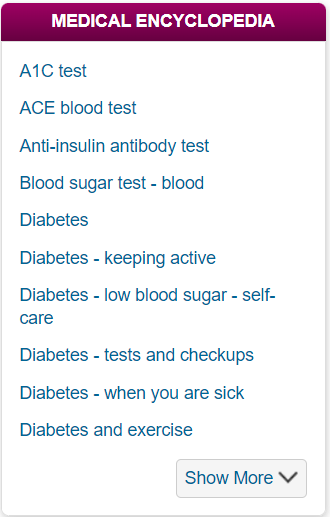 MEDICAL ENCYCLOPEDIA
A1C test
ACE blood test
Anti-insulin antibody test
Blood sugar test - blood
Diabetes
Diabetes - keeping active
Diabetes - low blood sugar - self-
care
Diabetes - tests and checkups
Diabetes - when you are sick
Diabetes and exercise
Show More